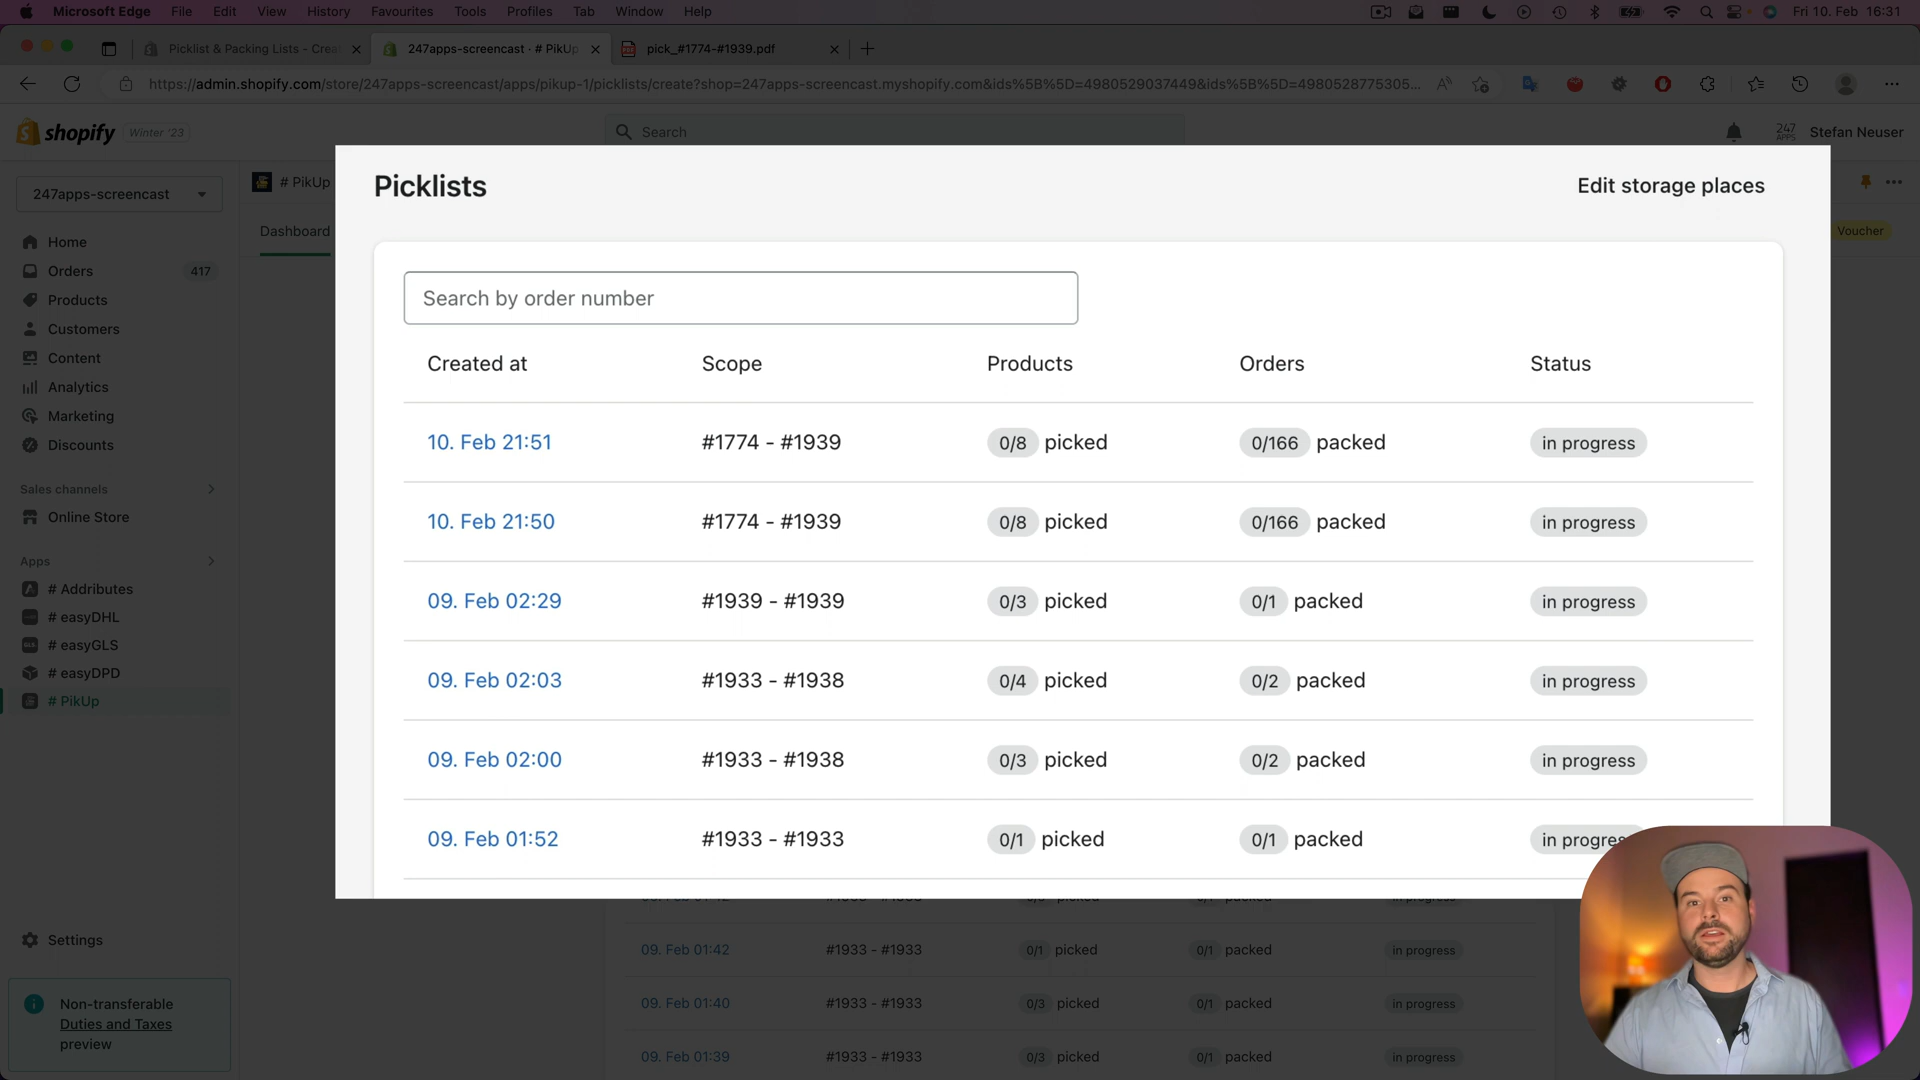 Microsoft Edge File Edit View History Favourites Tools Profiles Tab Window Help Fri 10. Feb 16:31
Picklist & Packing Lists - Crea 247apps-screencast · # PikUp pick_#1774-#1939.pdf
https://admin.shopify.com/store/247apps-screencast/apps/pikup-1/picklists/create?shop=247apps-screencast.myshopify.com&ids%5B%5D=4980529037449&ids%5B%5D=4980528775305...
shopify Winter '23 Search 247 APPS Stefan Neuser
247apps-screencast
# PikUp
Dashboard
Voucher
Home
Orders 417
Products
Customers
Content
Analytics
Marketing
Discounts
Sales channels
Online Store
Apps
# Addributes
# easyDHL
# easyGLS
# easyDPD
# PikUp
Settings
Non-transferable
Duties and Taxes
preview
Picklists Edit storage places
Search by order number
Created at Scope Products Orders Status
10. Feb 21:51 #1774 - #1939 0/8 picked 0/166 packed in progress
10. Feb 21:50 #1774 - #1939 0/8 picked 0/166 packed in progress
09. Feb 02:29 #1939 - #1939 0/3 picked 0/1 packed in progress
09. Feb 02:03 #1933 - #1938 0/4 picked 0/2 packed in progress
09. Feb 02:00 #1933 - #1938 0/3 picked 0/2 packed in progress
09. Feb 01:52 #1933 - #1933 0/1 picked 0/1 packed in progre
09. Feb 01:42 #1933 - #1933 0/1 picked 0/1 packed in progress
09. Feb 01:40 #1933 - #1933 0/3 picked 0/1 packed in progress
09. Feb 01:39 #1933 - #1933 0/3 picked 0/1 packed in progress